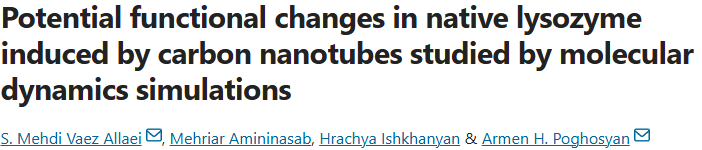 Potential functional changes in native lysozyme
induced by carbon nanotubes studied by molecular
dynamics simulations
S. Mehdi Vaez Allaei, Mehriar Amininasab, Hrachya Ishkhanyan & Armen H. Poghosyan